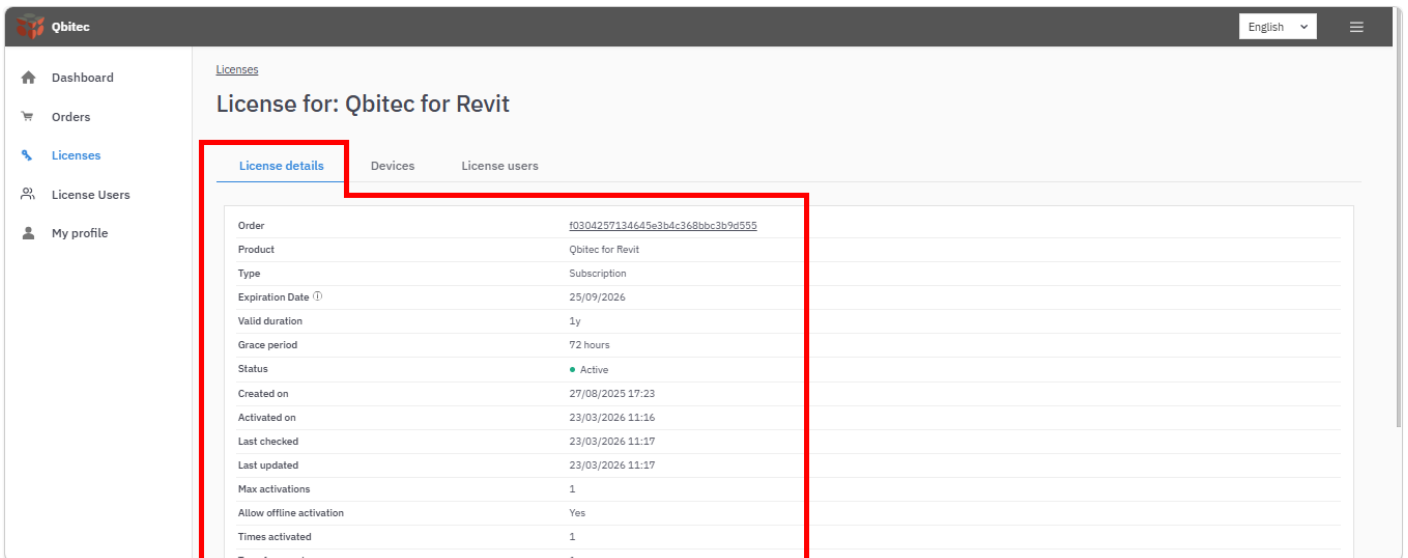 Qbitec
English
Dashboard
Orders
Licenses
License Users
My profile
Licenses
License for: Qbitec for Revit
License details Devices License users
Order f0304257134645e3b4c368bbc3b9d555
Product Qbitec for Revit
Type Subscription
Expiration Date 25/09/2026
Valid duration 1y
Grace period 72 hours
Status Active
Created on 27/08/2025 17:23
Activated on 23/03/2026 11:16
Last checked 23/03/2026 11:17
Last updated 23/03/2026 11:17
Max activations 1
Allow offline activation Yes
Times activated 1